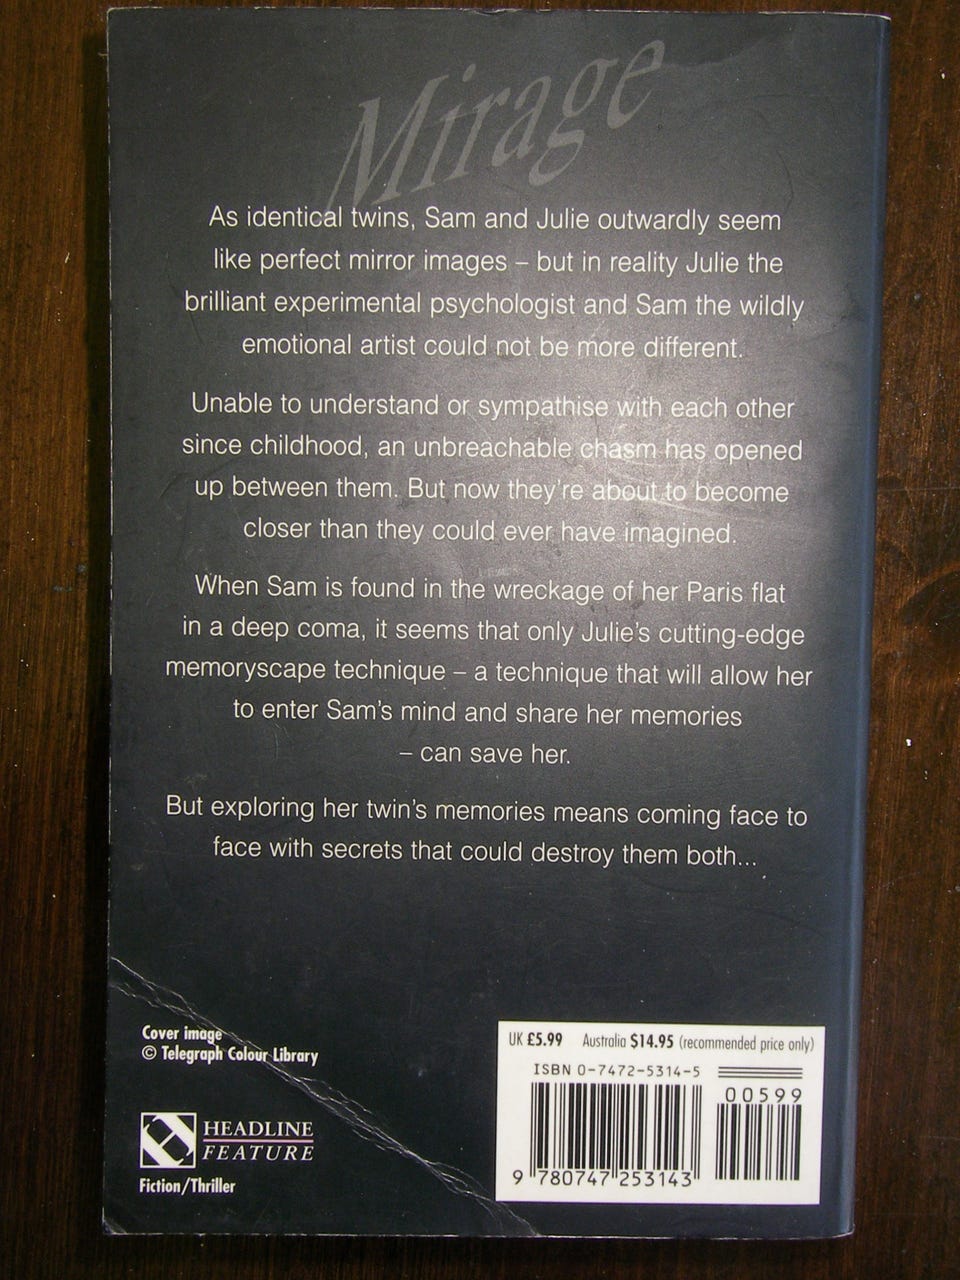 Mirage
As identical twins, Sam and Julie outwardly seem
like perfect mirror images – but in reality Julie the
brilliant experimental psychologist and Sam the wildly
emotional artist could not be more different.
Unable to understand or sympathise with each other
since childhood, an unbreachable chasm has opened
up between them. But now they're about to become
closer than they could ever have imagined.
When Sam is found in the wreckage of her Paris flat
in a deep coma, it seems that only Julie's cutting-edge
memoryscape technique – a technique that will allow her
to enter Sam's mind and share her memories
– can save her.
But exploring her twin's memories means coming face to
face with secrets that could destroy them both...
Cover image
© Telegraph Colour Library
HEADLINE
FEATURE
Fiction/Thriller
UK £5.99 Australia $14.95 (recommended price only)
ISBN 0-7472-5314-5
00599
9 780747 253143